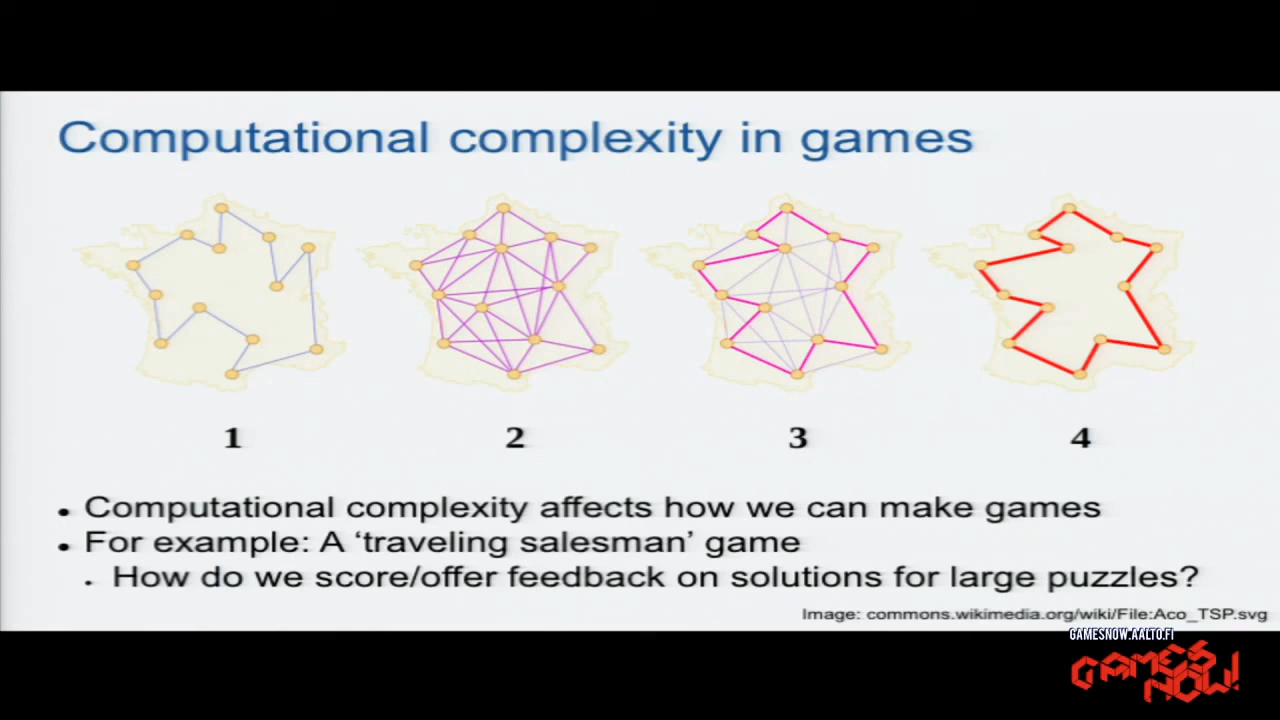 Computational complexity in games
1 2 3 4
• Computational complexity affects how we can make games
• For example: A ‘traveling salesman’ game
• How do we score/offer feedback on solutions for large puzzles?
Image: commons.wikimedia.org/wiki/File:Aco_TSP.svg
GAMESNOW.AALTO.FI
GAMES
NOW!